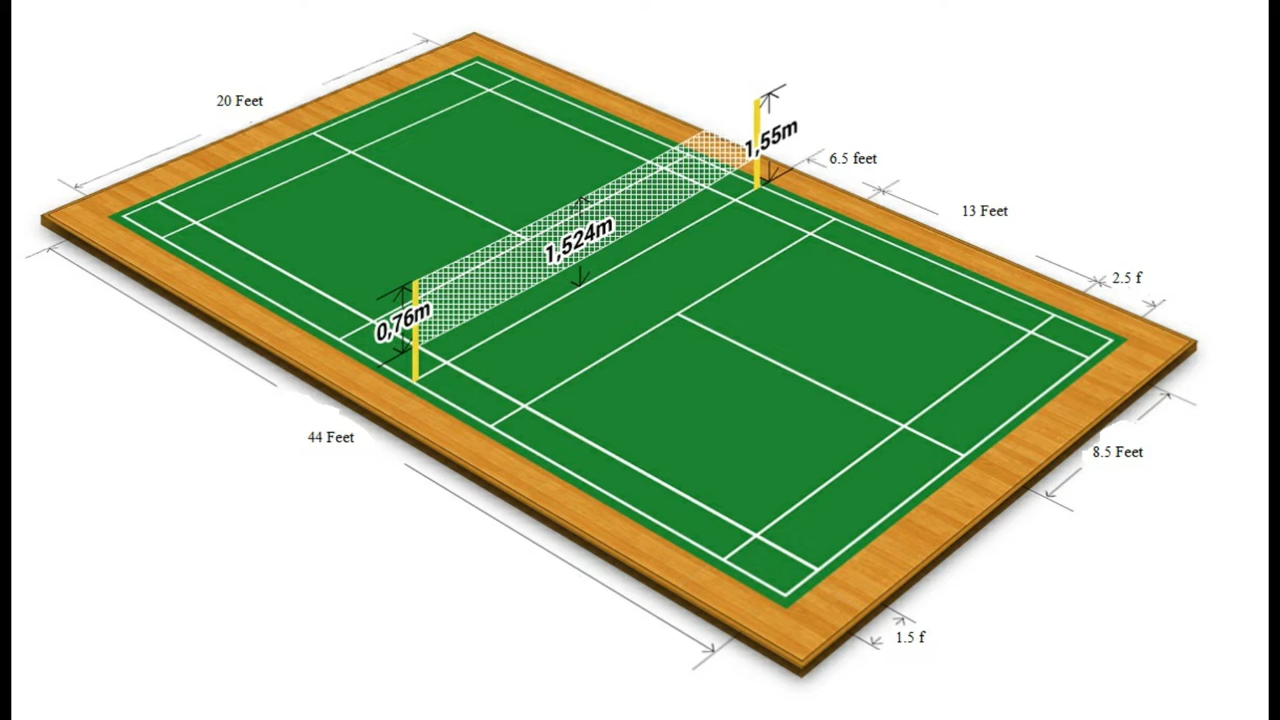 20 Feet
1,55m
6.5 feet
13 Feet
1,524m
2.5 f
0,76m
44 Feet
8.5 Feet
1.5 f